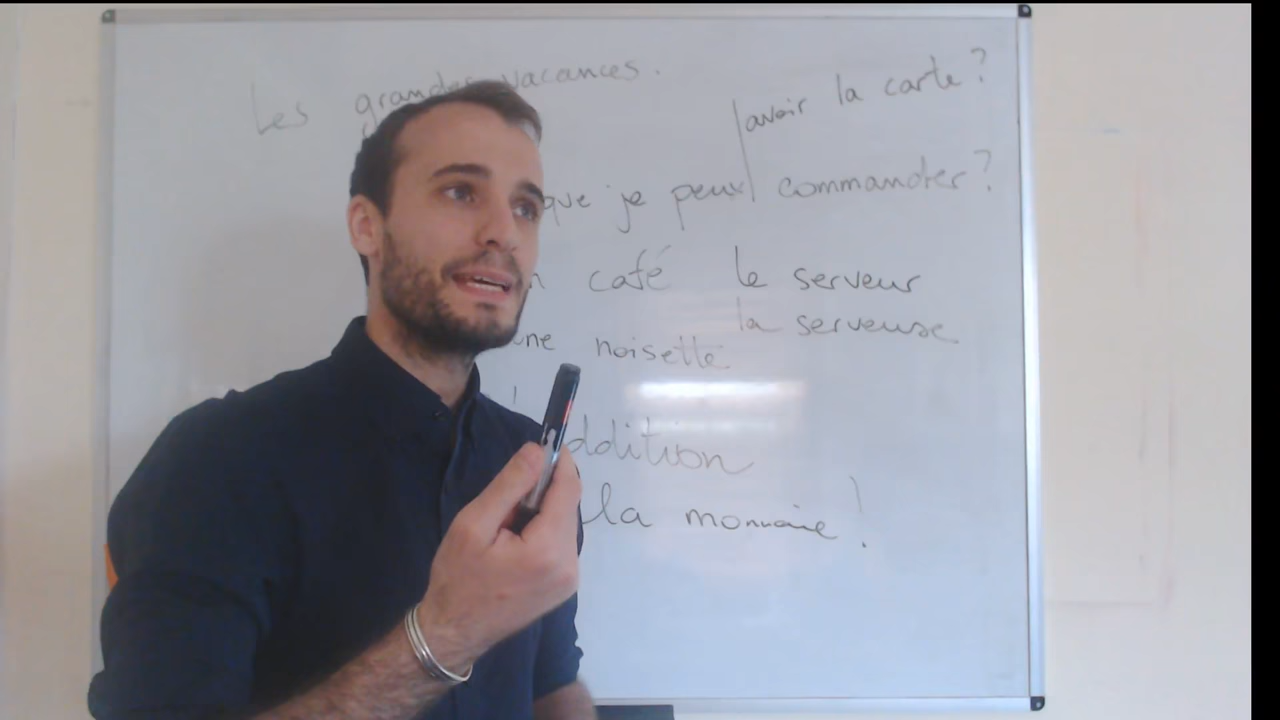 Les grandes vacances.
avoir la carte?
que je peux commander?
café le serveur
la serveuse
une noisette
addition
la monnaie!